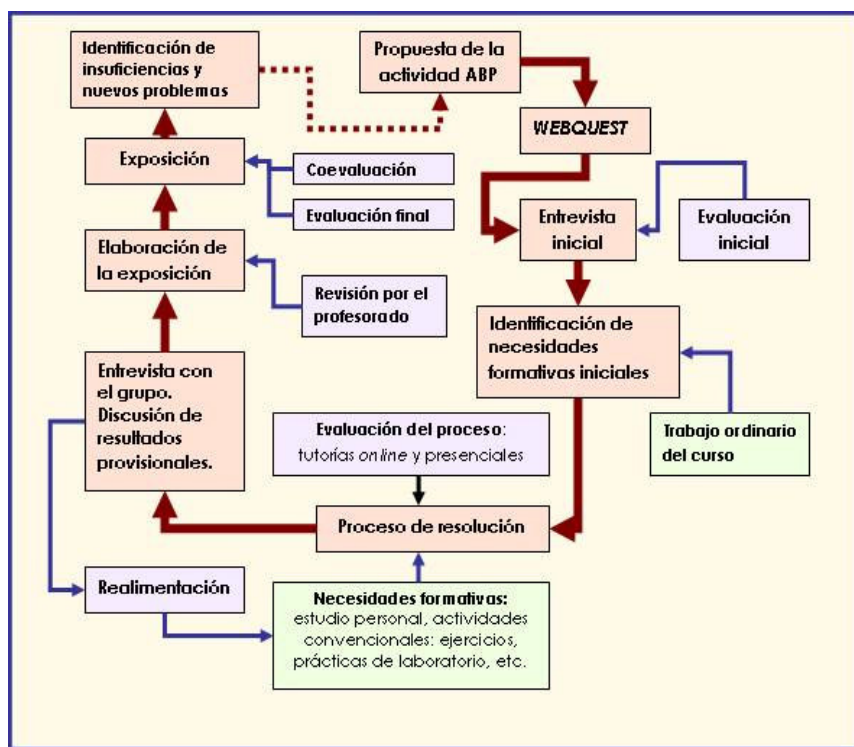 Identificación de
insuficiencias y
nuevos problemas
Propuesta de la
actividad ABP
WEBQUEST
Exposición
Coevaluación
Evaluación final
Entrevista
inicial
Evaluación
inicial
Elaboración de
la exposición
Revisión por el
profesorado
Identificación de
necesidades
formativas iniciales
Entrevista con
el grupo.
Discusión de
resultados
provisionales.
Evaluación del proceso:
tutorías online y presenciales
Trabajo ordinario
del curso
Proceso de resolución
Realimentación
Necesidades formativas:
estudio personal, actividades
convencionales: ejercicios,
prácticas de laboratorio, etc.